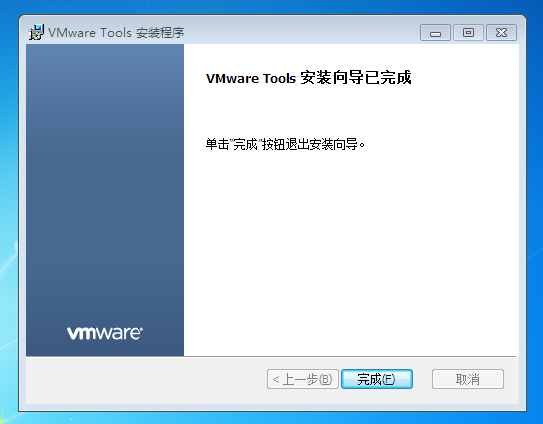 VMware Tools 安装程序
VMware Tools 安装向导已完成
单击"完成"按钮退出安装向导。
vmware®
< 上一步(B)
完成(F)
取消